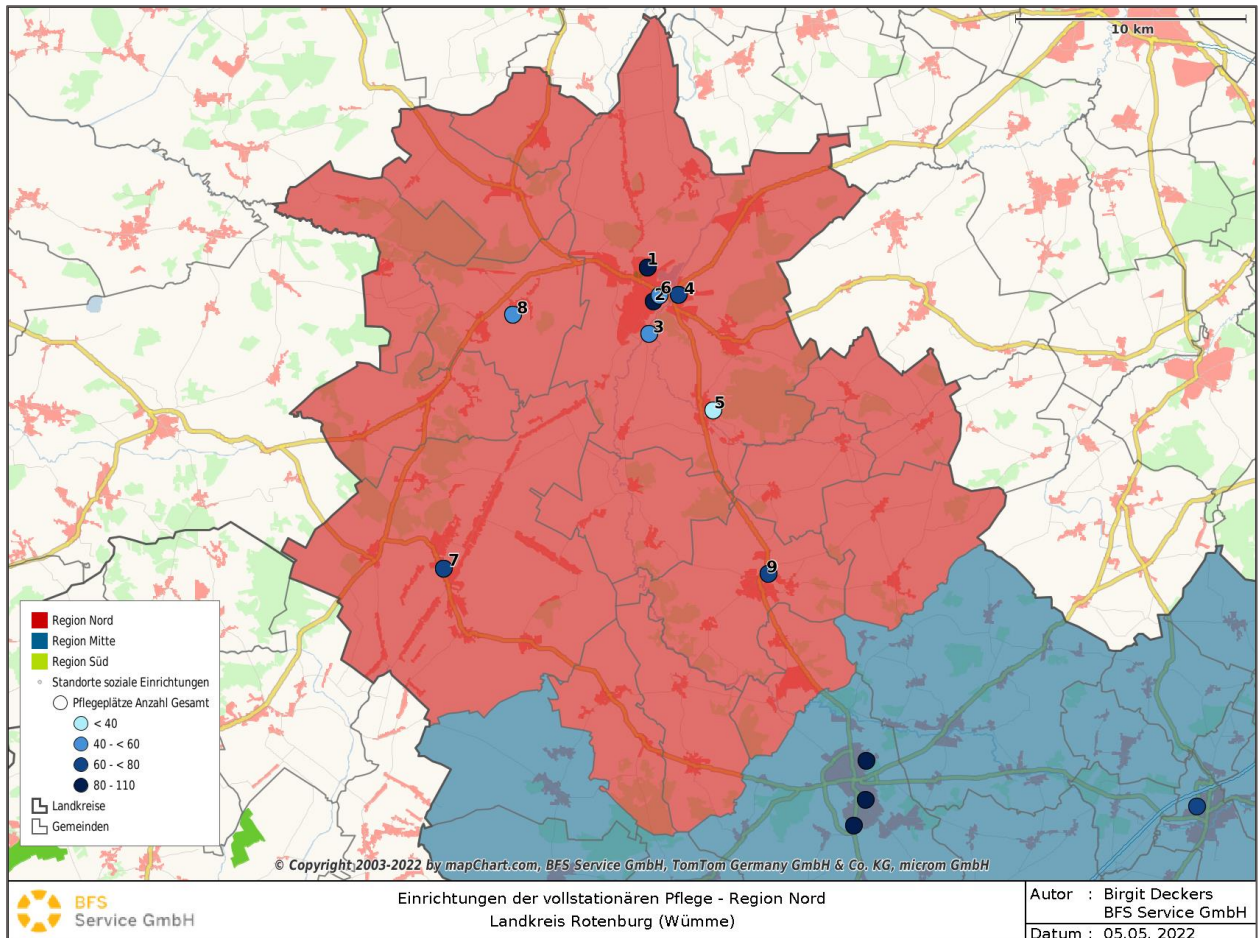 10 km
1
6
2
4
8
3
5
7
9
Region Nord
Region Mitte
Region Süd
Standorte soziale Einrichtungen
Pflegeplätze Anzahl Gesamt
< 40
40 - < 60
60 - < 80
80 - 110
Landkreise
Gemeinden
© Copyright 2003-2022 by mapChart.com, BFS Service GmbH, TomTom Germany GmbH & Co. KG, microm GmbH
BFS
Service GmbH
Einrichtungen der vollstationären Pflege - Region Nord
Landkreis Rotenburg (Wümme)
Autor : Birgit Deckers
BFS Service GmbH
Datum : 05.05. 2022